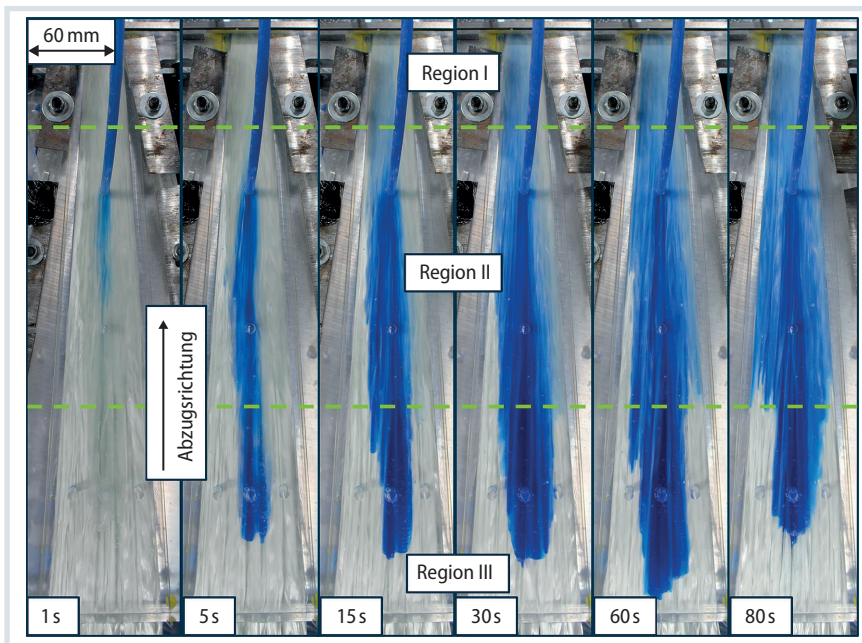 60 mm
Region I
Region II
Abzugsrichtung
Region III
1 s
5 s
15 s
30 s
60 s
80 s